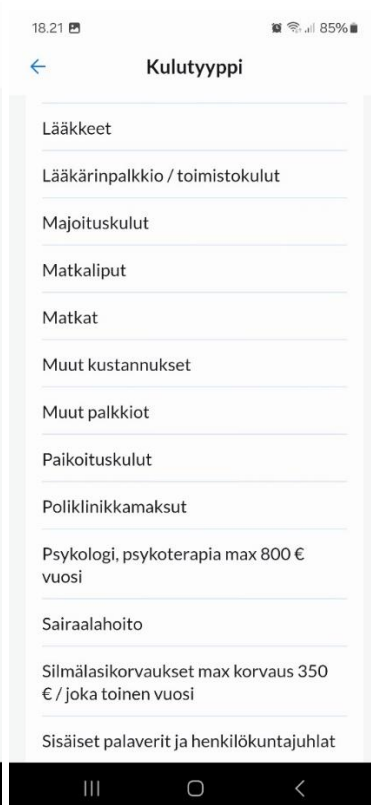 18.21 85%
Kulutyyppi
Lääkkeet
Lääkärinpalkkio / toimistokulut
Majoituskulut
Matkaliput
Matkat
Muut kustannukset
Muut palkkiot
Paikoituskulut
Poliklinikkamaksut
Psykologi, psykoterapia max 800 €
vuosi
Sairaalahoito
Silmälasikorvaukset max korvaus 350
€ / joka toinen vuosi
Sisäiset palaverit ja henkilökuntajuhlat